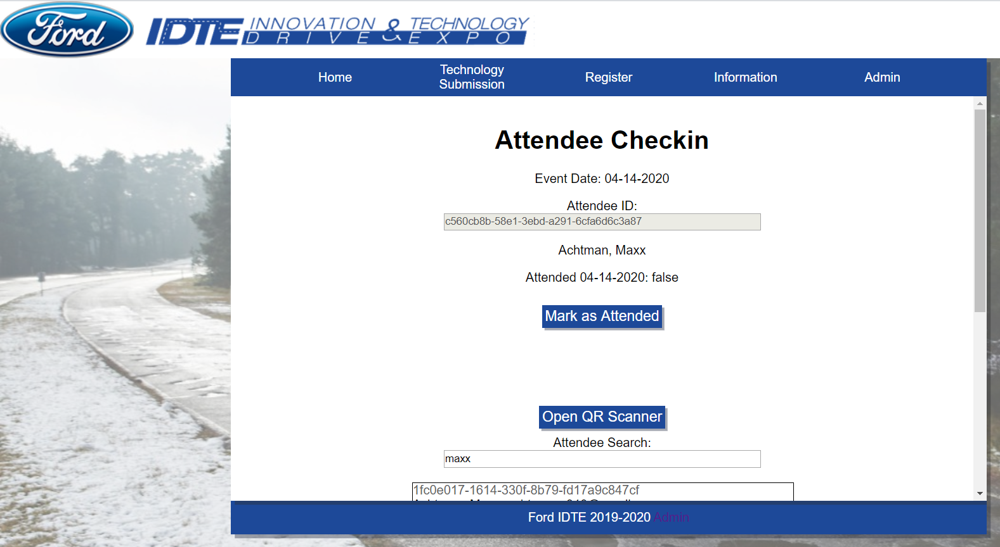 Ford
IDTE INNOVATION & TECHNOLOGY
DRIVE & EXPO
Home
Technology
Submission
Register
Information
Admin
Attendee Checkin
Event Date: 04-14-2020
Attendee ID:
c560cb8b-58e1-3ebd-a291-6cfa6d6c3a87
Achtman, Maxx
Attended 04-14-2020: false
Mark as Attended
Open QR Scanner
Attendee Search:
maxx
1fc0e017-1614-330f-8b79-fd17a9c847cf
Ford IDTE 2019-2020 Admin